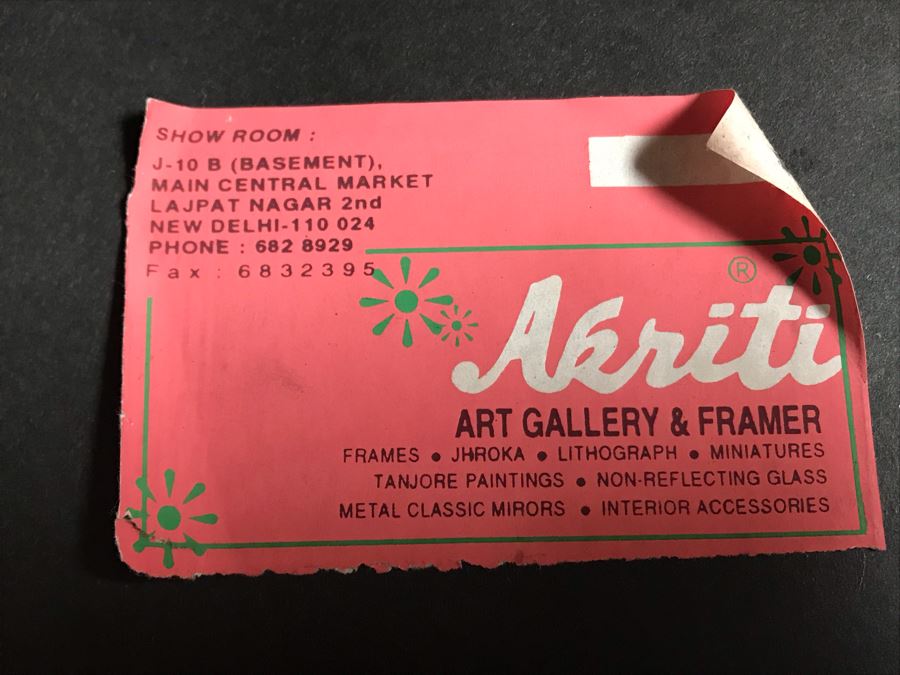 SHOW ROOM :
J-10 B (BASEMENT),
MAIN CENTRAL MARKET
LAJPAT NAGAR 2nd
NEW DELHI-110 024
PHONE : 682 8929
Fax : 6832395
Akriti ®
ART GALLERY & FRAMER
FRAMES ● JHROKA ● LITHOGRAPH ● MINIATURES
TANJORE PAINTINGS ● NON-REFLECTING GLASS
METAL CLASSIC MIRORS ● INTERIOR ACCESSORIES